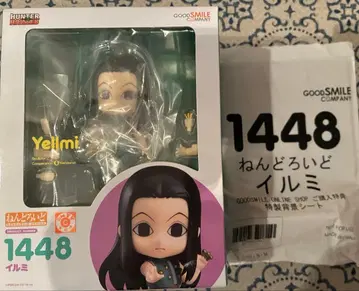 HUNTER
Yellmi
ねんどろいど
1448
イルミ
GOOD SMILE
COMPANY
GOOD SMILE
COMPANY
1448
ねんどろいど
イルミ
GOODSMILE ONLINE SHOP ご購入特典
特製背景シート